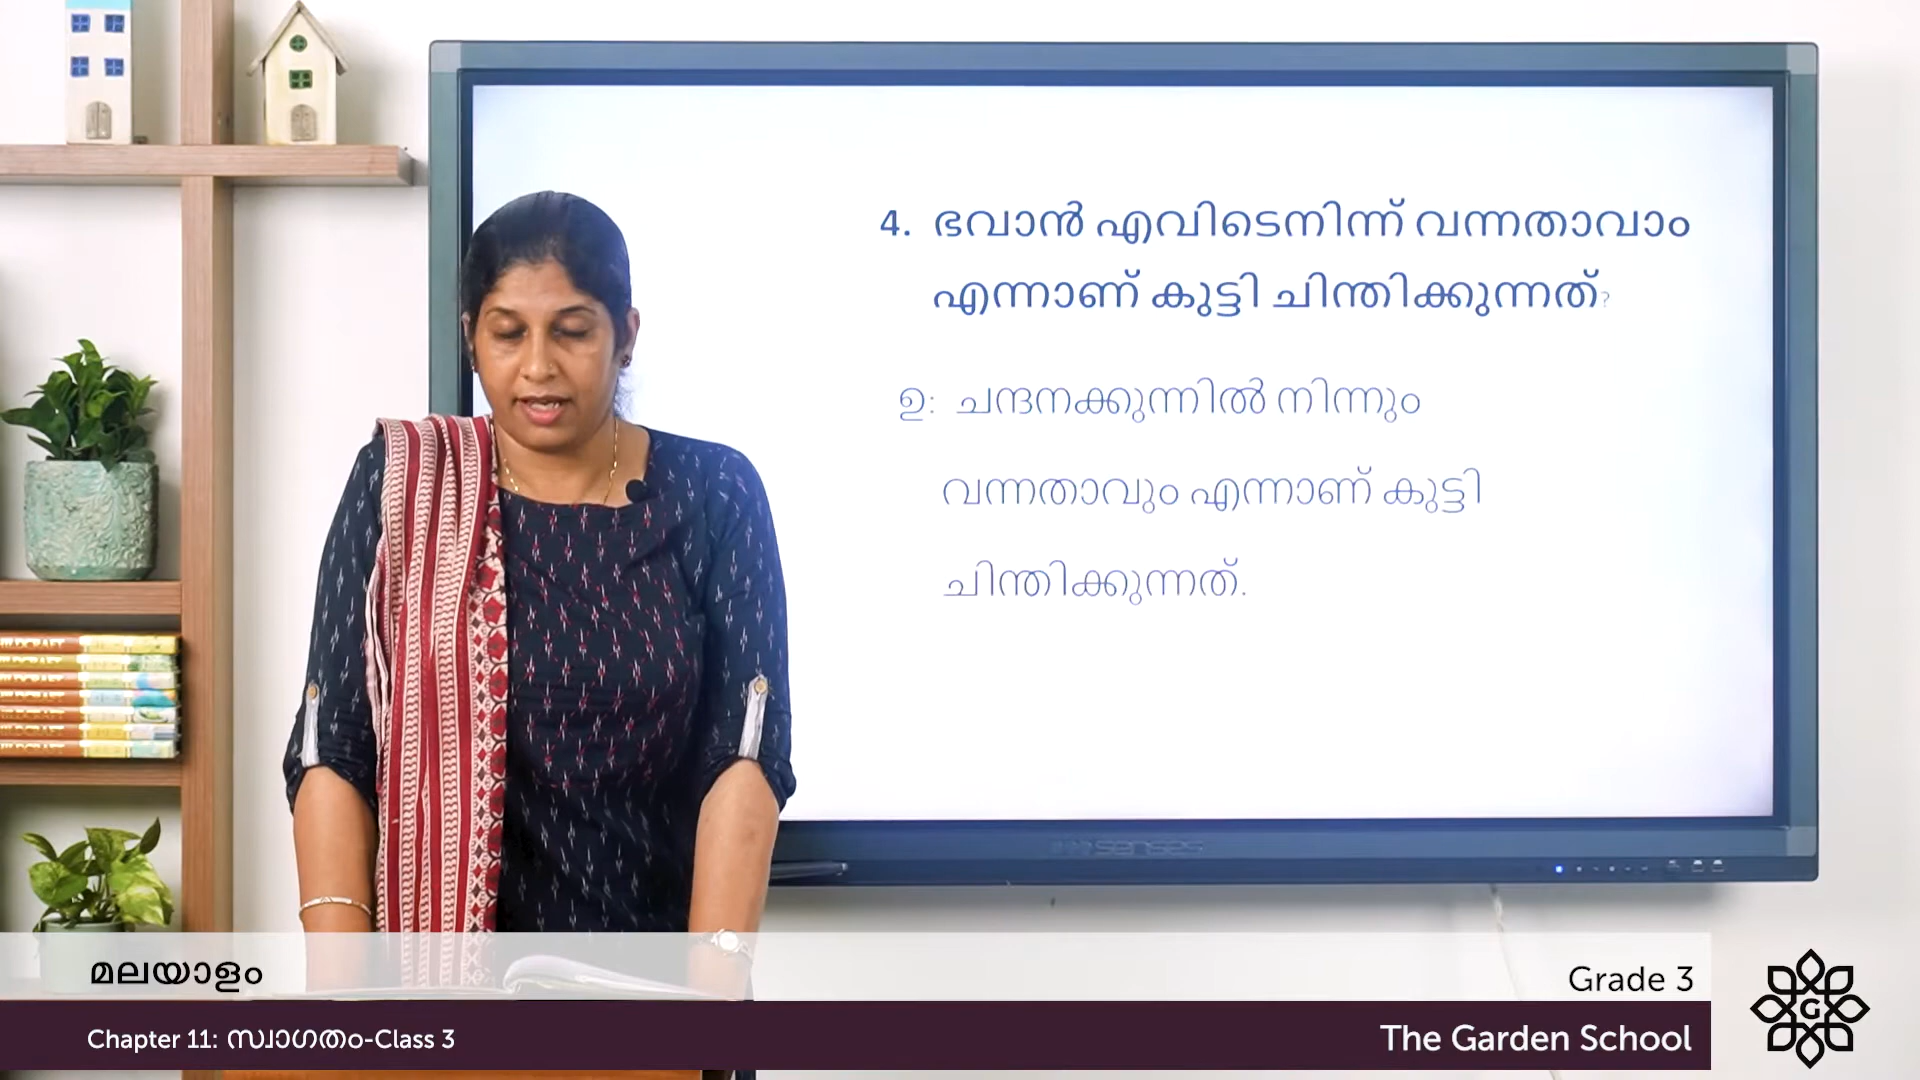 4. ഭവാൻ എവിടെനിന്ന് വന്നതാവാം
എന്നാണ് കുട്ടി ചിന്തിക്കുന്നത്?
ഉ: ചന്ദനക്കുന്നിൽ നിന്നും
വന്നതാവും എന്നാണ് കുട്ടി
ചിന്തിക്കുന്നത്.
senses
മലയാളം
Grade 3
Chapter 11: സ്വാഗതം-Class 3
The Garden School
G